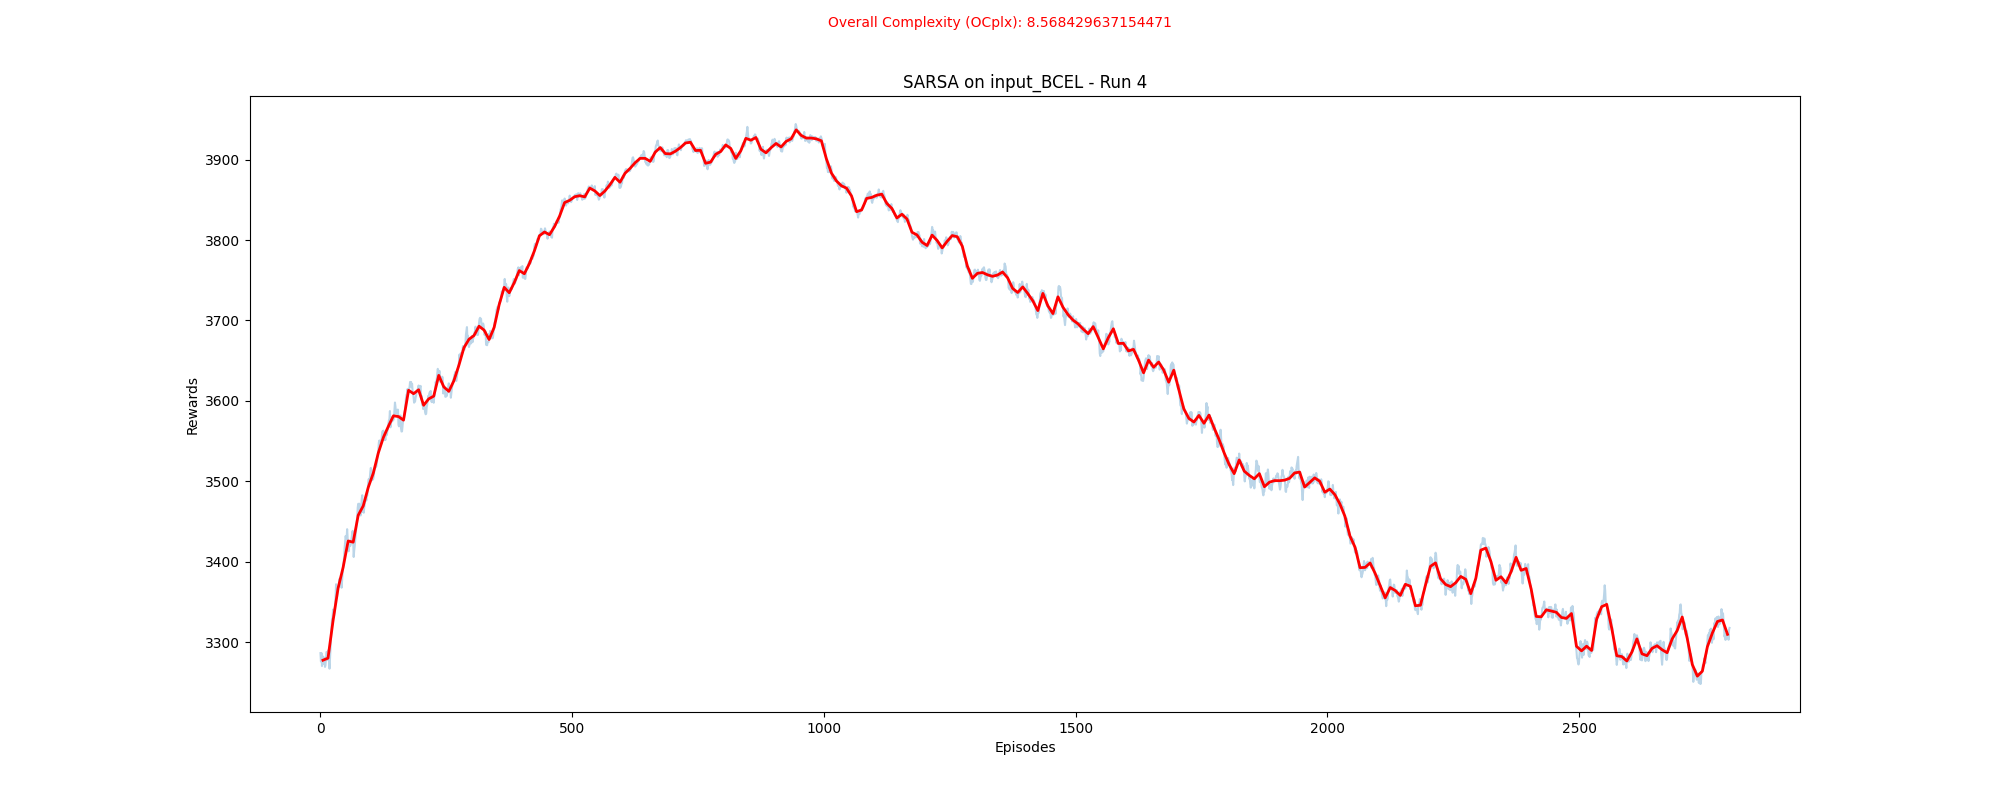 Overall Complexity (OCplx): 8.568429637154471
SARSA on input_BCEL - Run 4
3900
3800
3700
3600
3500
3400
3300
Rewards
0 500 1000 1500 2000 2500
Episodes